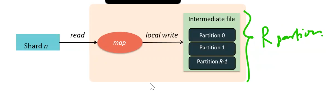 Intermediate file
Partition 0
Shard n
read
map
local write
Partition 1
Partition R-1
R partitions